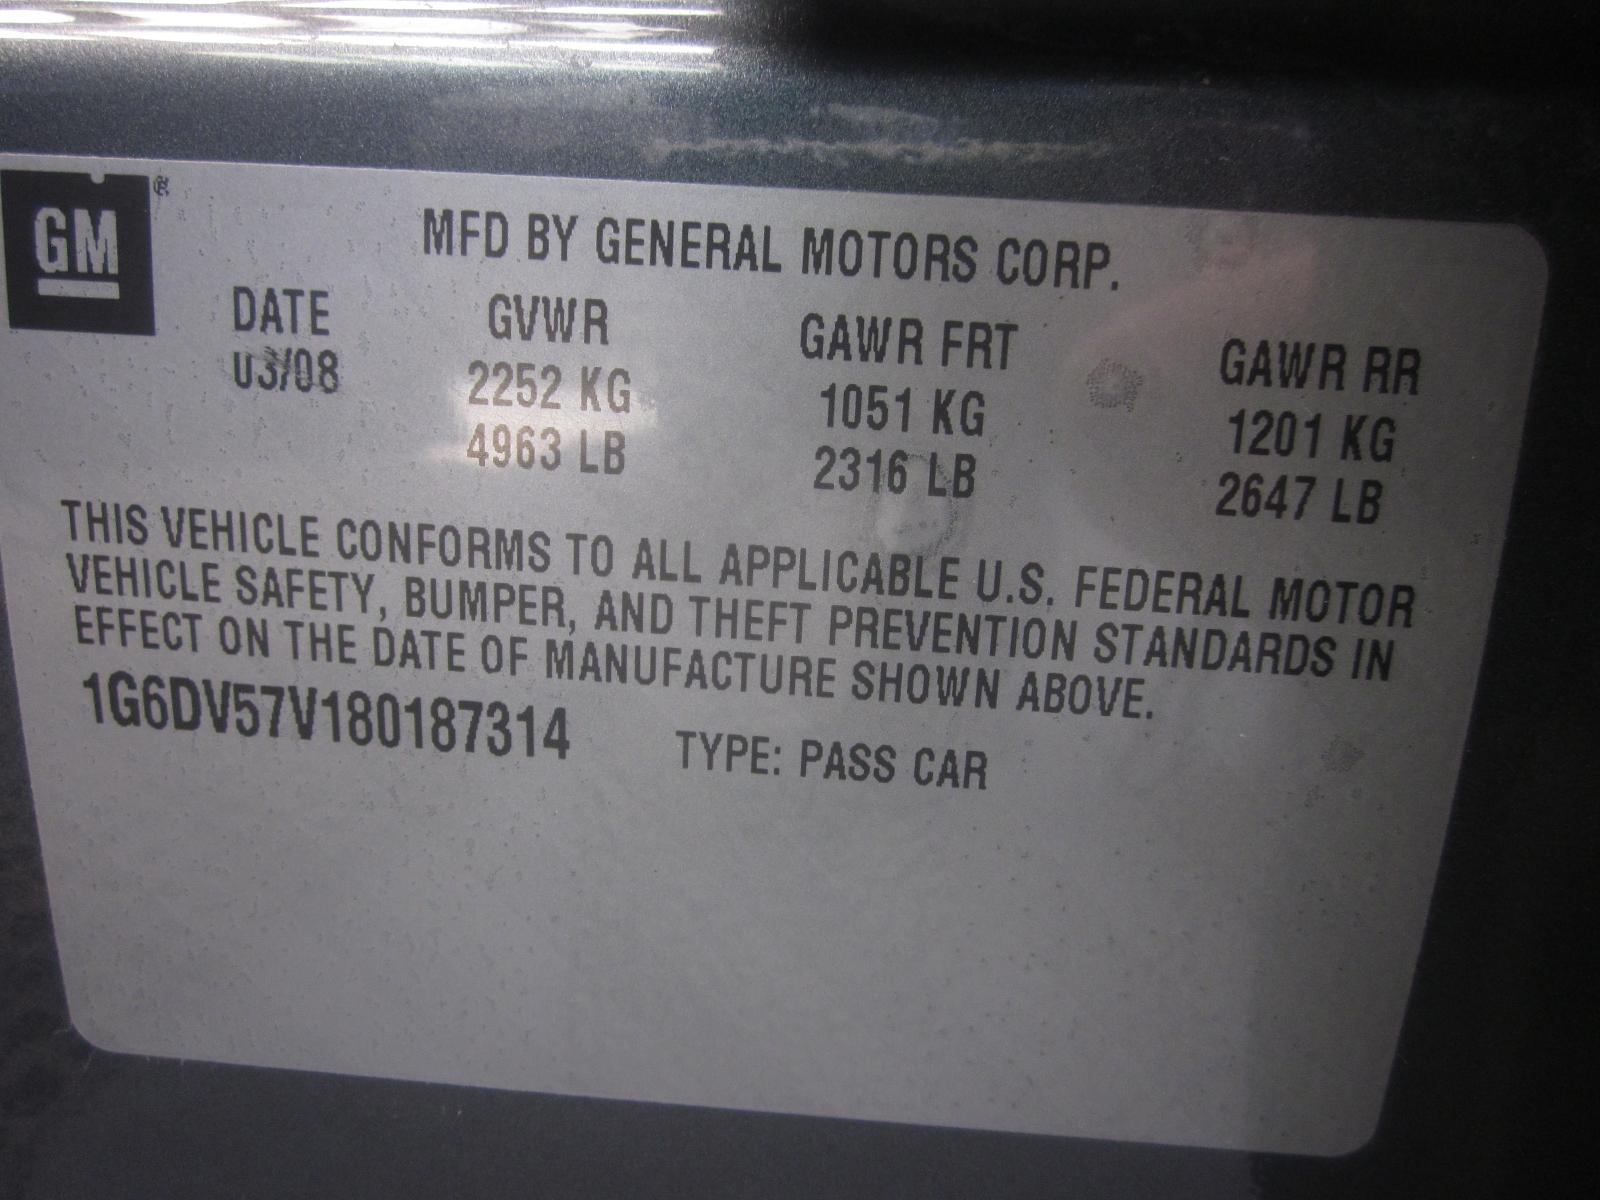 GM ®
MFD BY GENERAL MOTORS CORP.
DATE GVWR GAWR FRT GAWR RR
03/08 2252 KG 1051 KG 1201 KG
4963 LB 2316 LB 2647 LB
THIS VEHICLE CONFORMS TO ALL APPLICABLE U.S. FEDERAL MOTOR
VEHICLE SAFETY, BUMPER, AND THEFT PREVENTION STANDARDS IN
EFFECT ON THE DATE OF MANUFACTURE SHOWN ABOVE.
1G6DV57V180187314 TYPE: PASS CAR